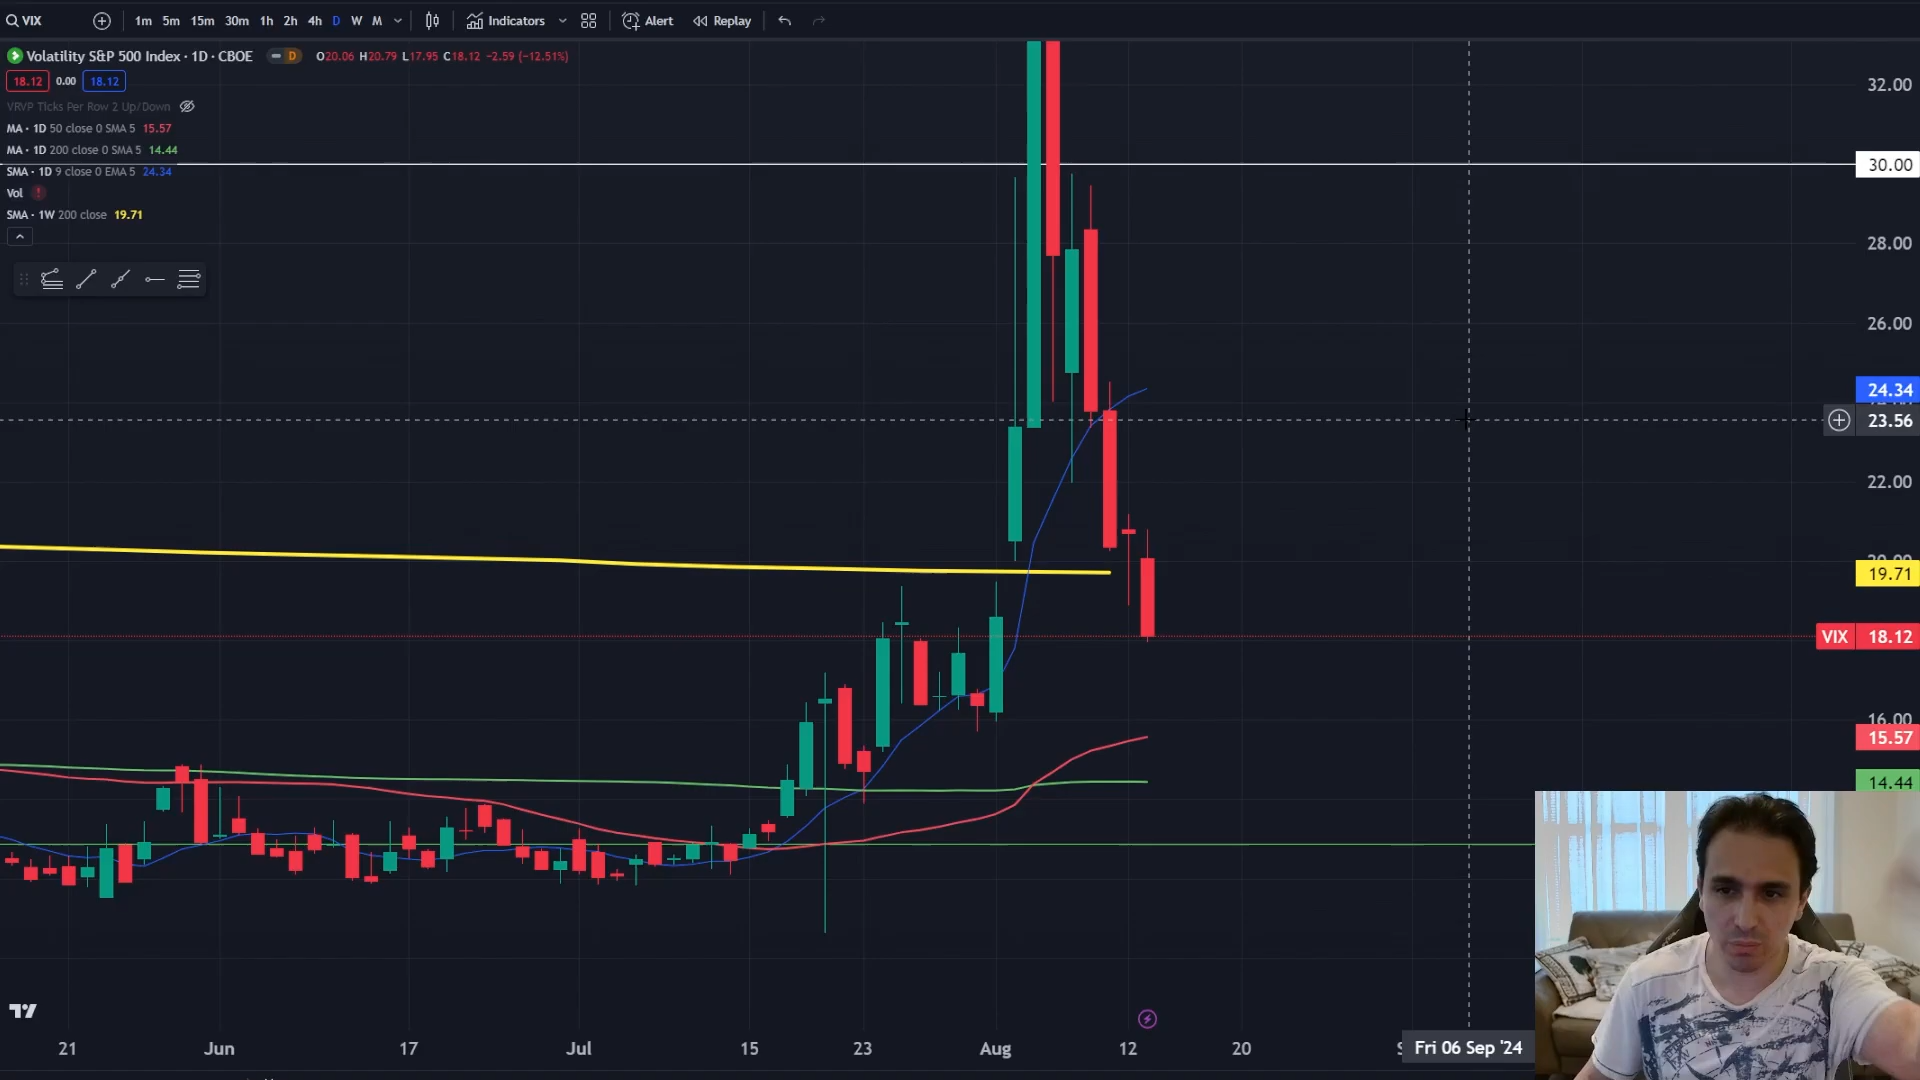 VIX 1m 5m 15m 30m 1h 2h 4h D W M Indicators Alert Replay
Volatility S&P 500 Index · 1D · CBOE D O20.06 H20.79 L17.95 C18.12 −2.59 (−12.51%)
18.12 0.00 18.12
VRVP Ticks Per Row 2 Up/Down
MA · 1D 50 close 0 SMA 5 15.57
MA · 1D 200 close 0 SMA 5 14.44
SMA · 1D 9 close 0 EMA 5 24.34
Vol
SMA · 1W 200 close 19.71
32.00
30.00
28.00
26.00
24.34
23.56
22.00
20.00
19.71
VIX 18.12
16.00
15.57
14.44
21 Jun 17 Jul 15 23 Aug 12 20 Fri 06 Sep '24